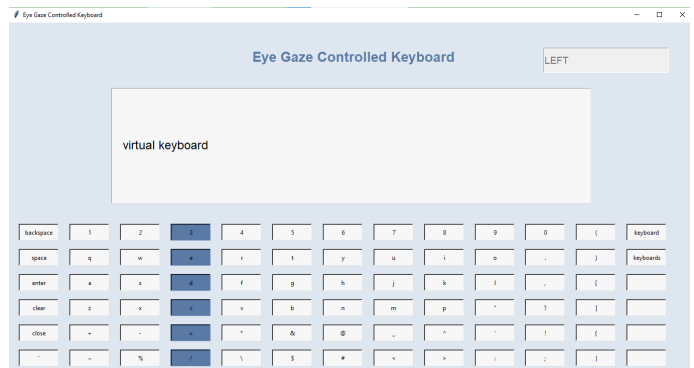 Eye Gaze Controlled Keyboard
Eye Gaze Controlled Keyboard
LEFT
virtual keyboard
backspace 1 2 3 4 5 6 7 8 9 0 ( keyboard
space q w e r t y u i o . ) keyboards
enter a s d f g h j k l , [
clear z x c v b n m p " ? ]
close + - = * & @ _ ^ ` ! {
~ % / \ $ # < > : ; }